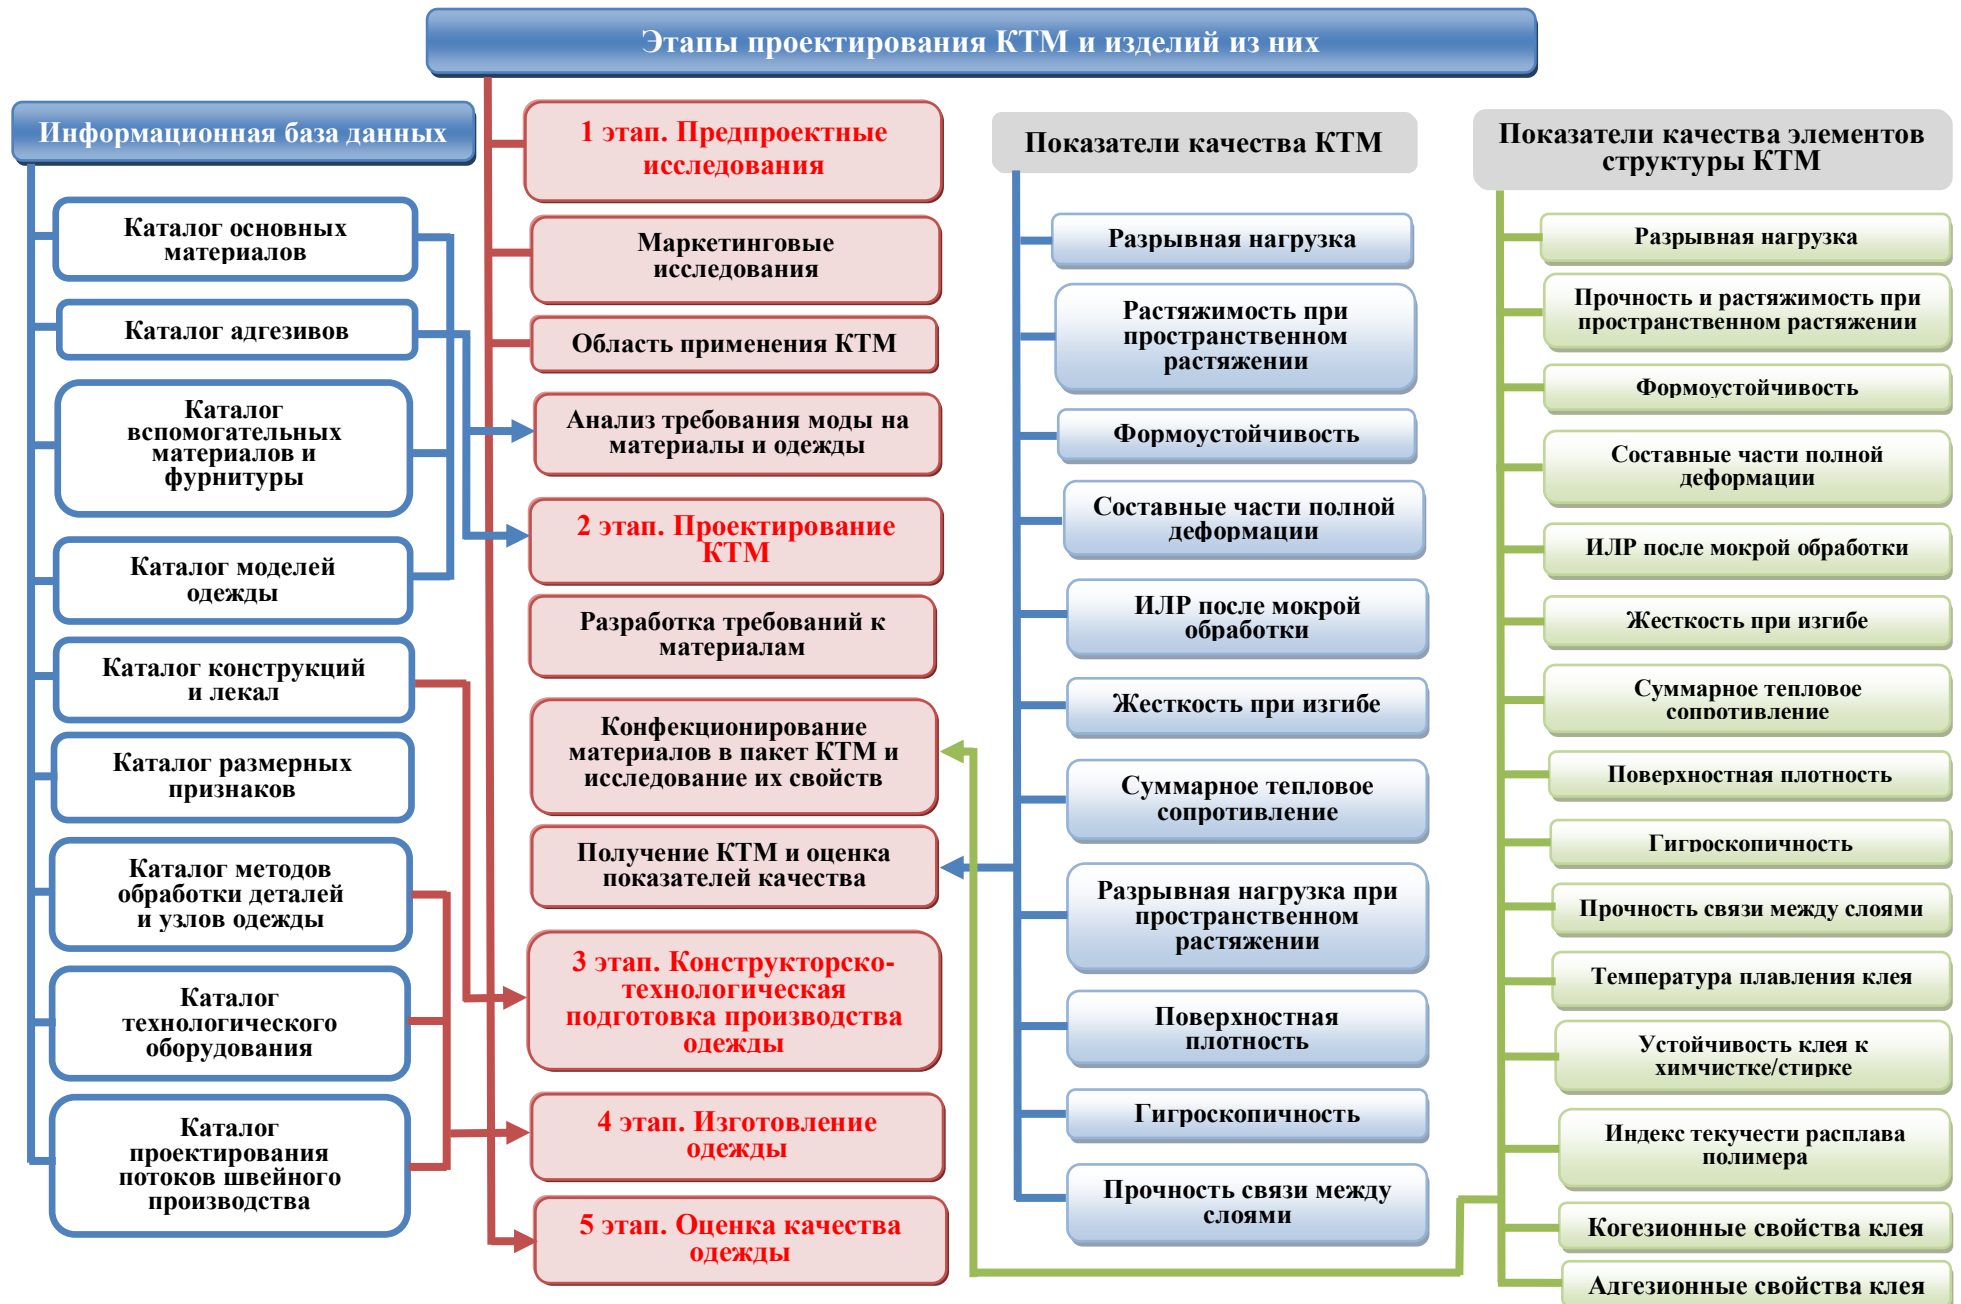 Этапы проектирования КТМ и изделий из них
Информационная база данных
Каталог основных
материалов
Каталог адгезивов
Каталог
вспомогательных
материалов и
фурнитуры
Каталог моделей
одежды
Каталог конструкций
и лекал
Каталог размерных
признаков
Каталог методов
обработки деталей
и узлов одежды
Каталог
технологического
оборудования
Каталог
проектирования
потоков швейного
производства
1 этап. Предпроектные
исследования
Маркетинговые
исследования
Область применения КТМ
Анализ требования моды на
материалы и одежды
2 этап. Проектирование
КТМ
Разработка требований к
материалам
Конфекционирование
материалов в пакет КТМ и
исследование их свойств
Получение КТМ и оценка
показателей качества
3 этап. Конструкторско-
технологическая
подготовка производства
одежды
4 этап. Изготовление
одежды
5 этап. Оценка качества
одежды
Показатели качества КТМ
Разрывная нагрузка
Растяжимость при
пространственном
растяжении
Формоустойчивость
Составные части полной
деформации
ИЛР после мокрой
обработки
Жесткость при изгибе
Суммарное тепловое
сопротивление
Разрывная нагрузка при
пространственном
растяжении
Поверхностная
плотность
Гигроскопичность
Прочность связи между
слоями
Показатели качества элементов
структуры КТМ
Разрывная нагрузка
Прочность и растяжимость при
пространственном растяжении
Формоустойчивость
Составные части полной
деформации
ИЛР после мокрой обработки
Жесткость при изгибе
Суммарное тепловое
сопротивление
Поверхностная плотность
Гигроскопичность
Прочность связи между слоями
Температура плавления клея
Устойчивость клея к
химчистке/стирке
Индекс текучести расплава
полимера
Когезионные свойства клея
Адгезионные свойства клея